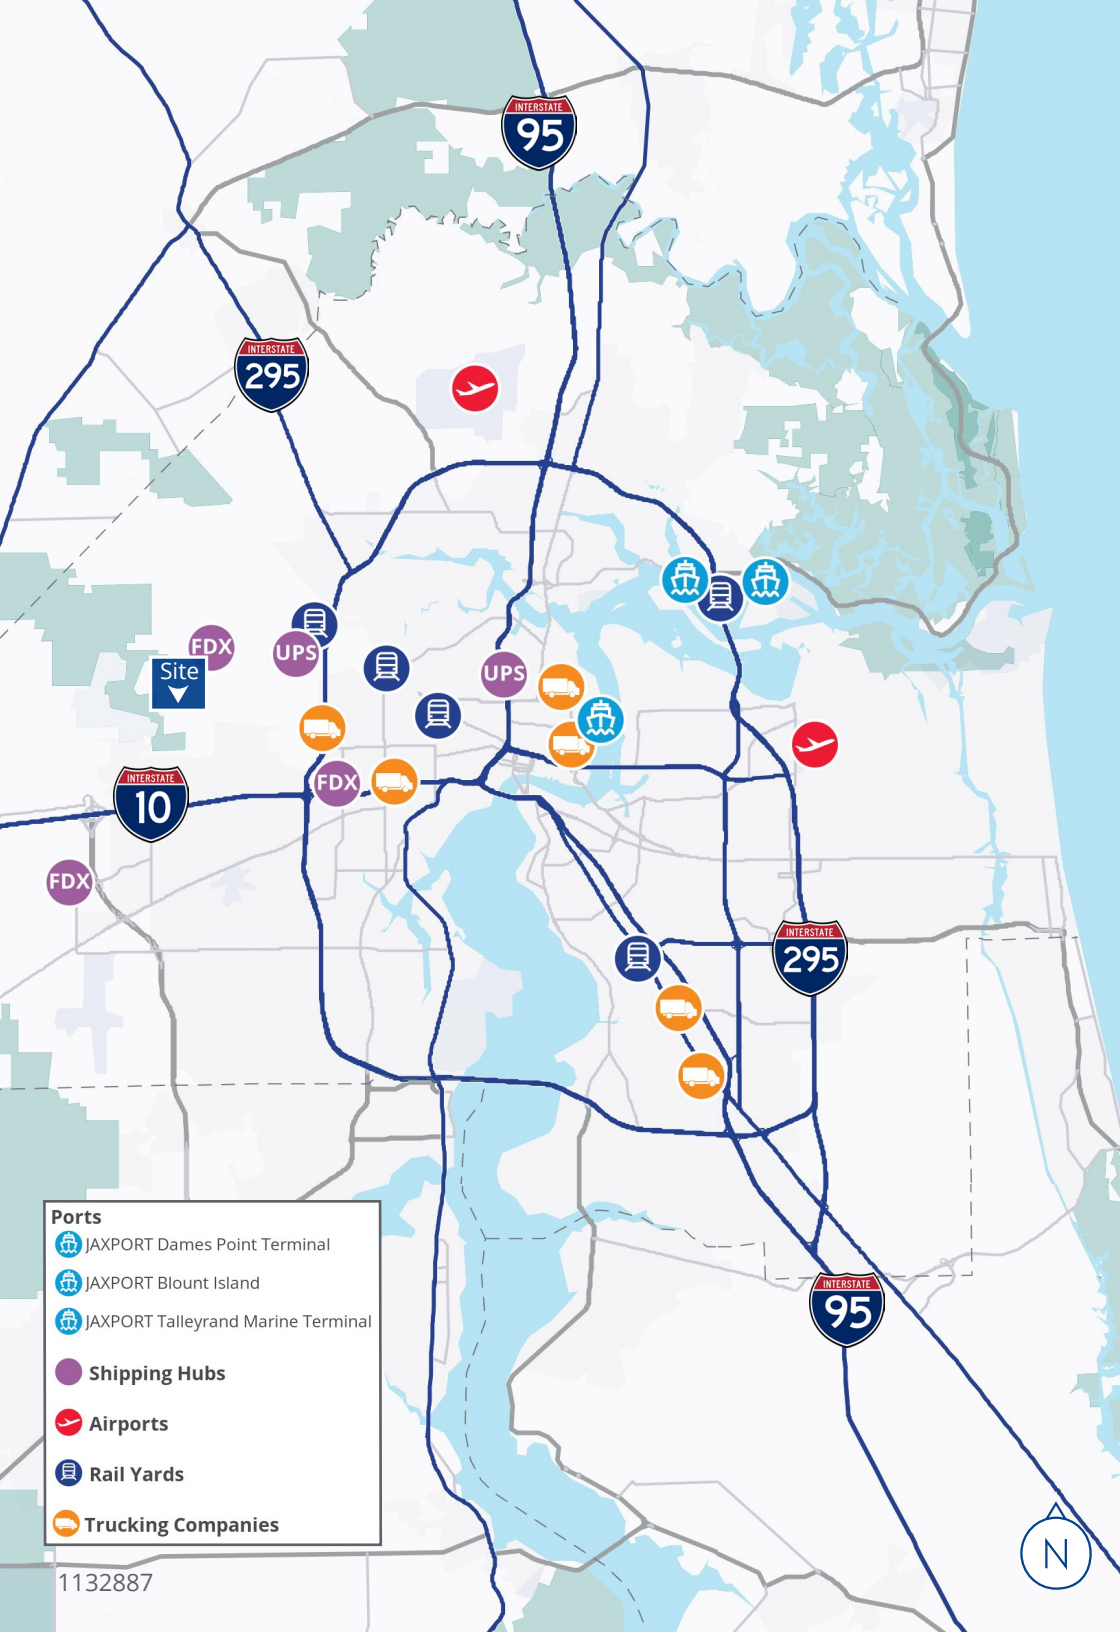 INTERSTATE
95
INTERSTATE
295
FDX
UPS
Site
UPS
FDX
INTERSTATE
10
FDX
INTERSTATE
295
INTERSTATE
95
Ports
JAXPORT Dames Point Terminal
JAXPORT Blount Island
JAXPORT Talleyrand Marine Terminal
Shipping Hubs
Airports
Rail Yards
Trucking Companies
N
1132887